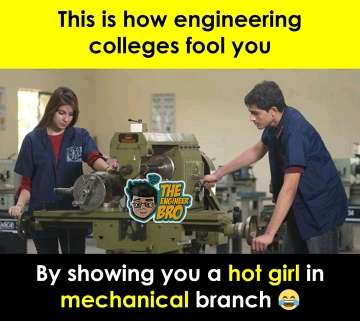 This is how engineering
colleges fool you
THE
ENGINEER
BRO
By showing you a hot girl in
mechanical branch 😂